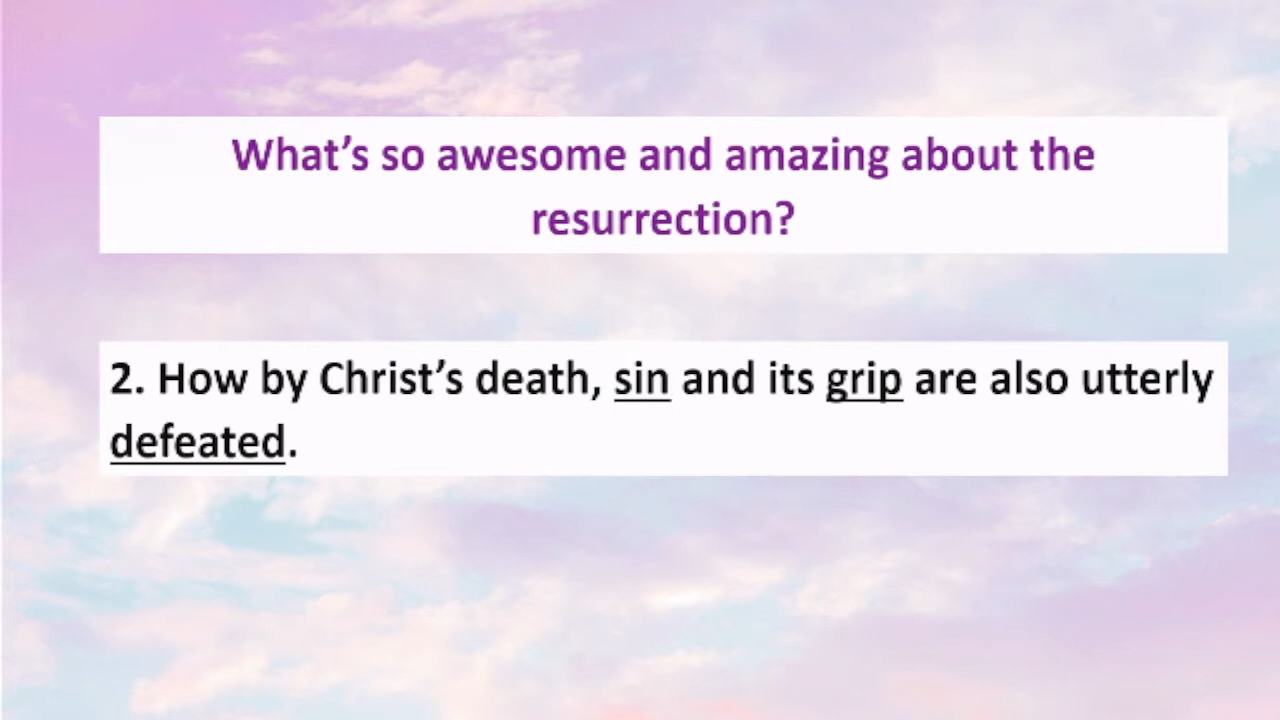 What’s so awesome and amazing about the
resurrection?
2. How by Christ’s death, sin and its grip are also utterly
defeated.